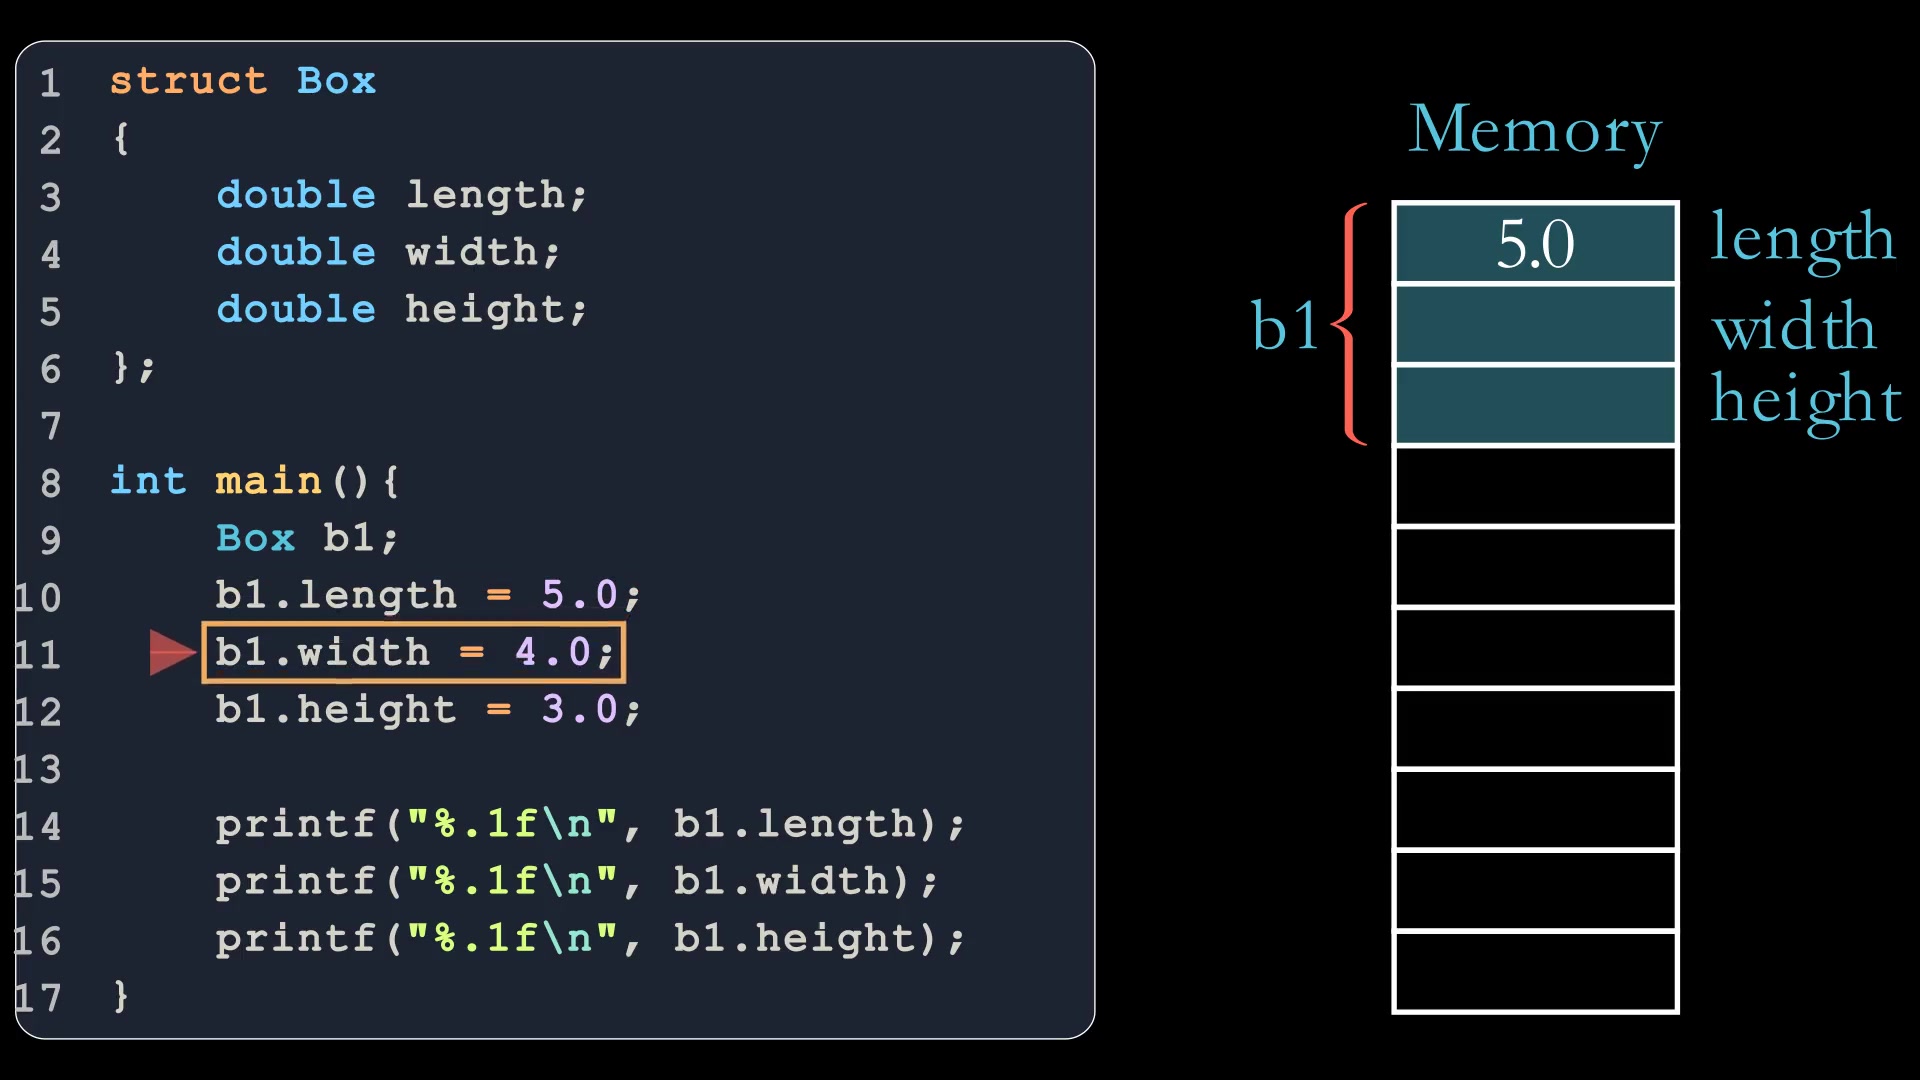 1 struct Box
2 {
3 double length;
4 double width;
5 double height;
6 };
7
8 int main(){
9 Box b1;
10 b1.length = 5.0;
11 b1.width = 4.0;
12 b1.height = 3.0;
13
14 printf("%.1f\n", b1.length);
15 printf("%.1f\n", b1.width);
16 printf("%.1f\n", b1.height);
17 }
Memory
5.0 length
b1 width
height